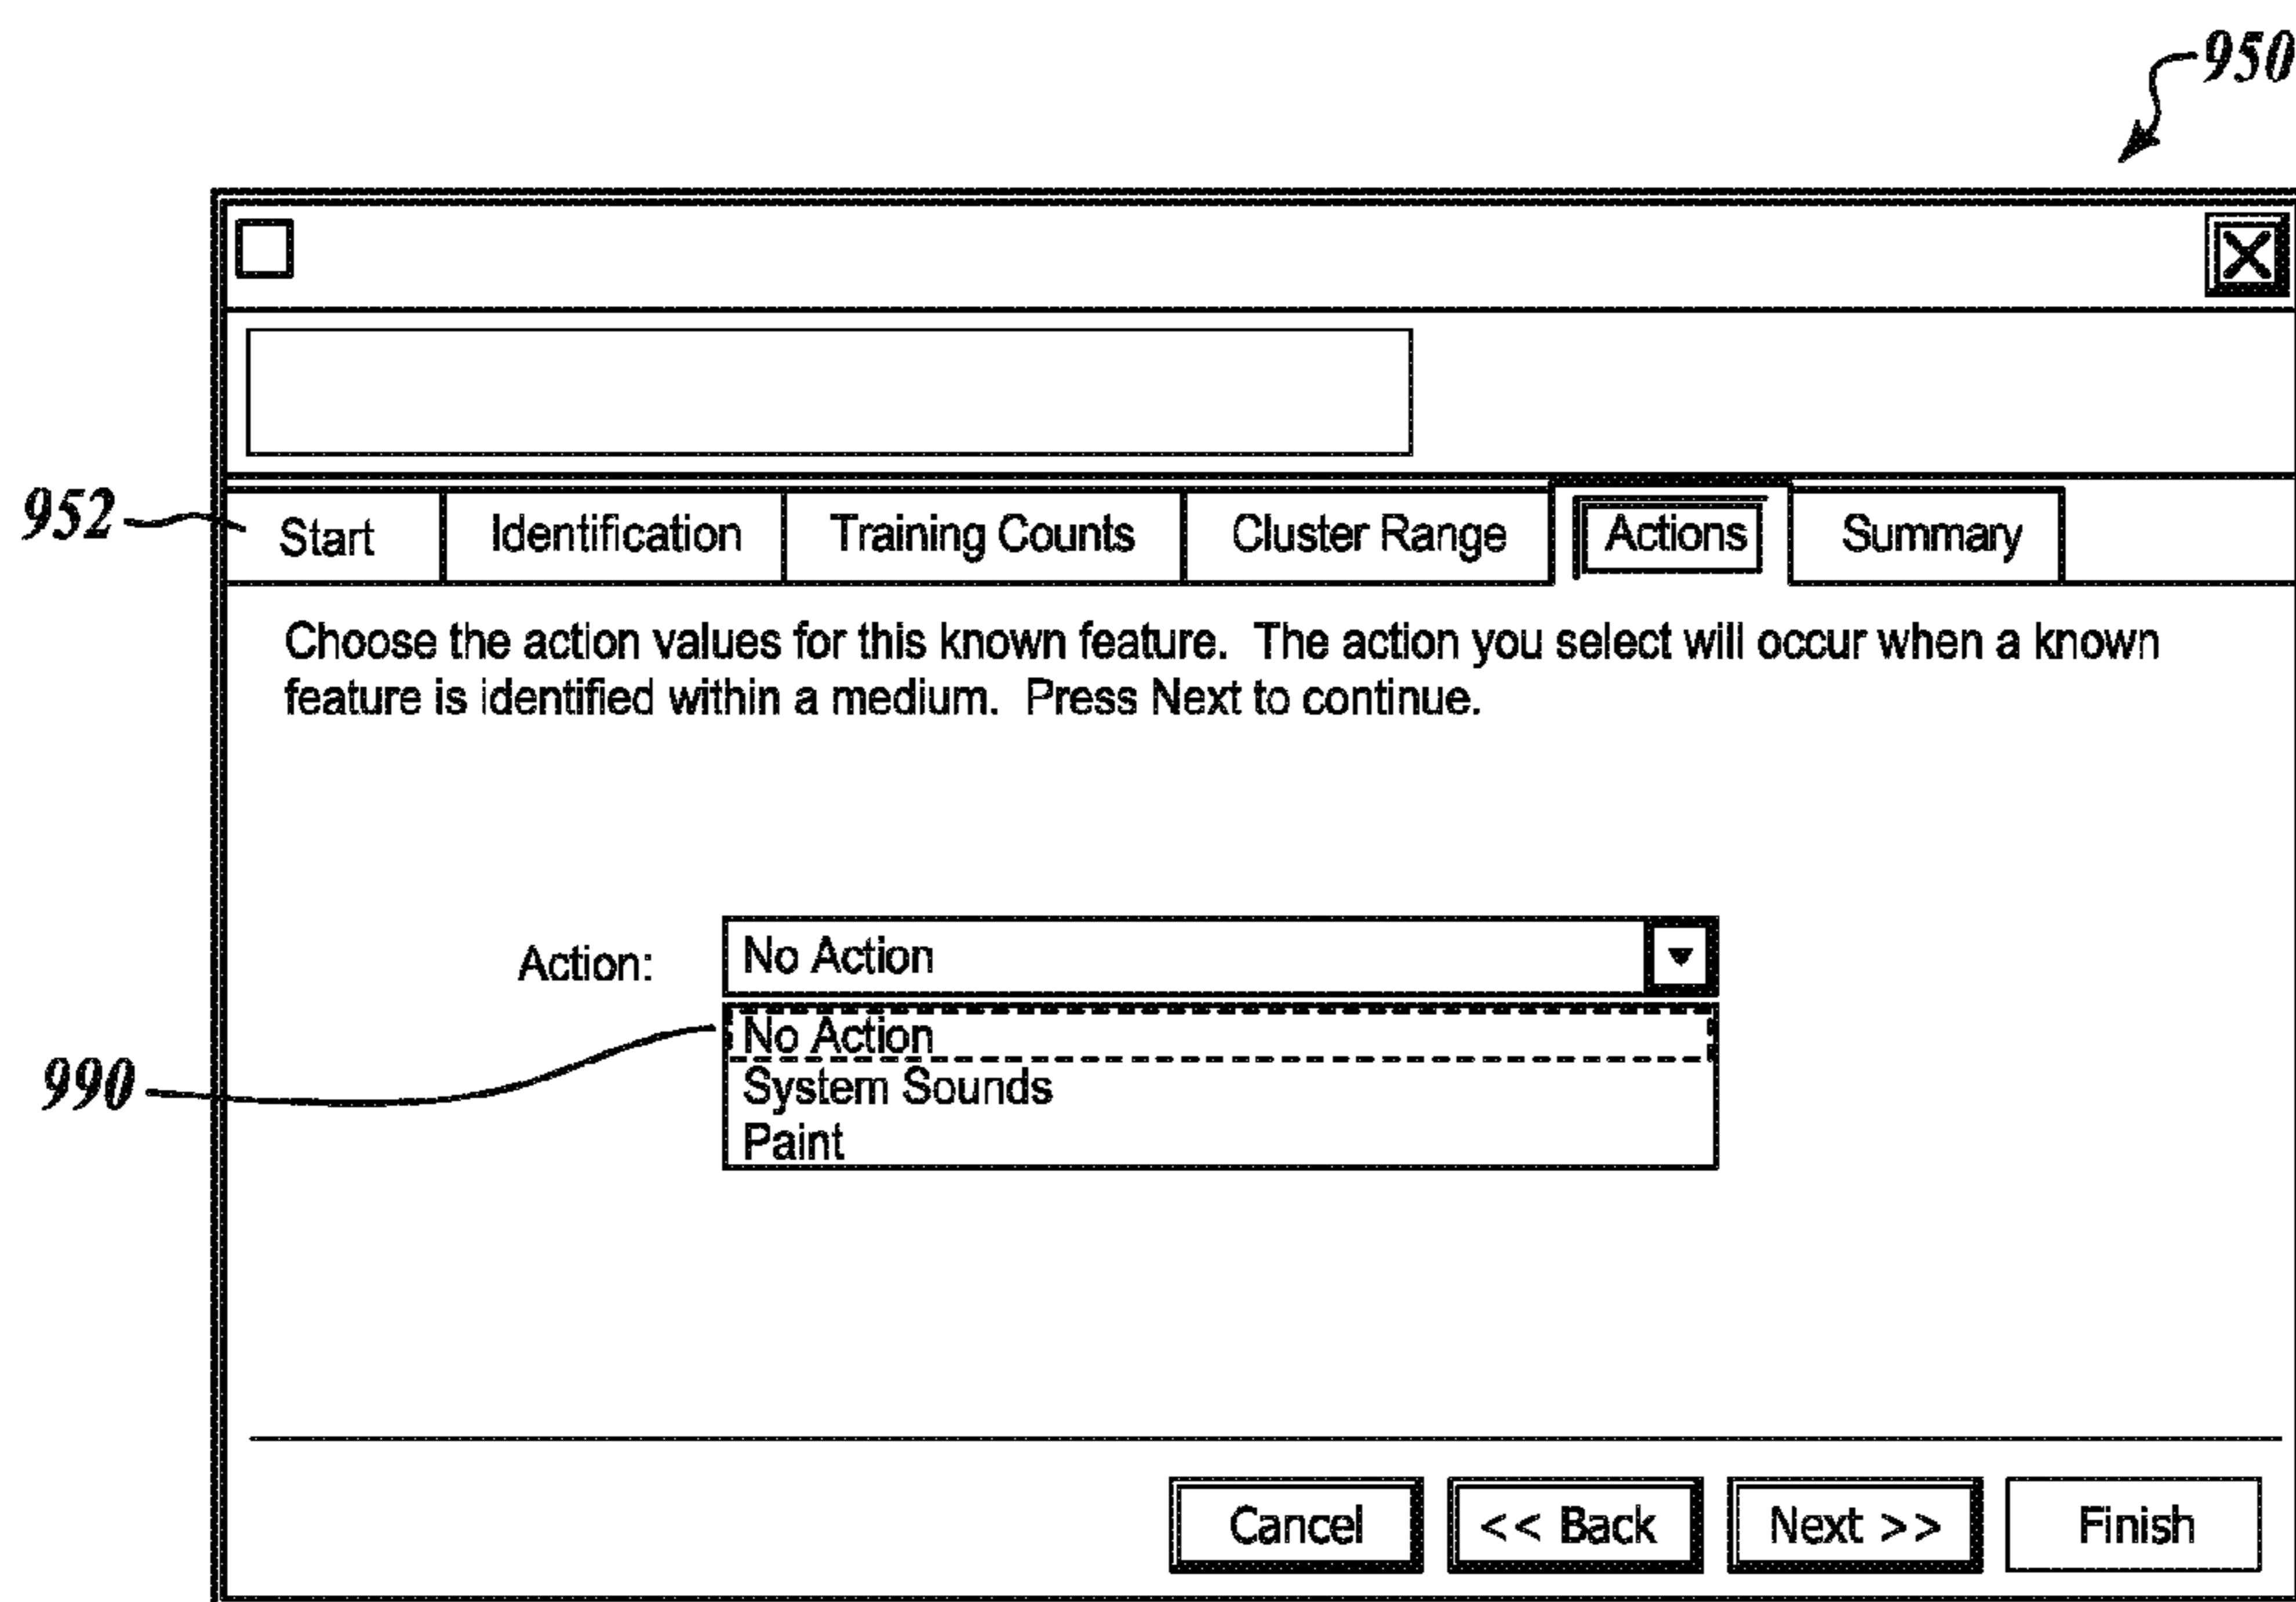 950
952
Start Identification Training Counts Cluster Range Actions Summary
Choose the action values for this known feature. The action you select will occur when a known
feature is identified within a medium. Press Next to continue.
Action: No Action
990
No Action
System Sounds
Paint
Cancel << Back Next >> Finish